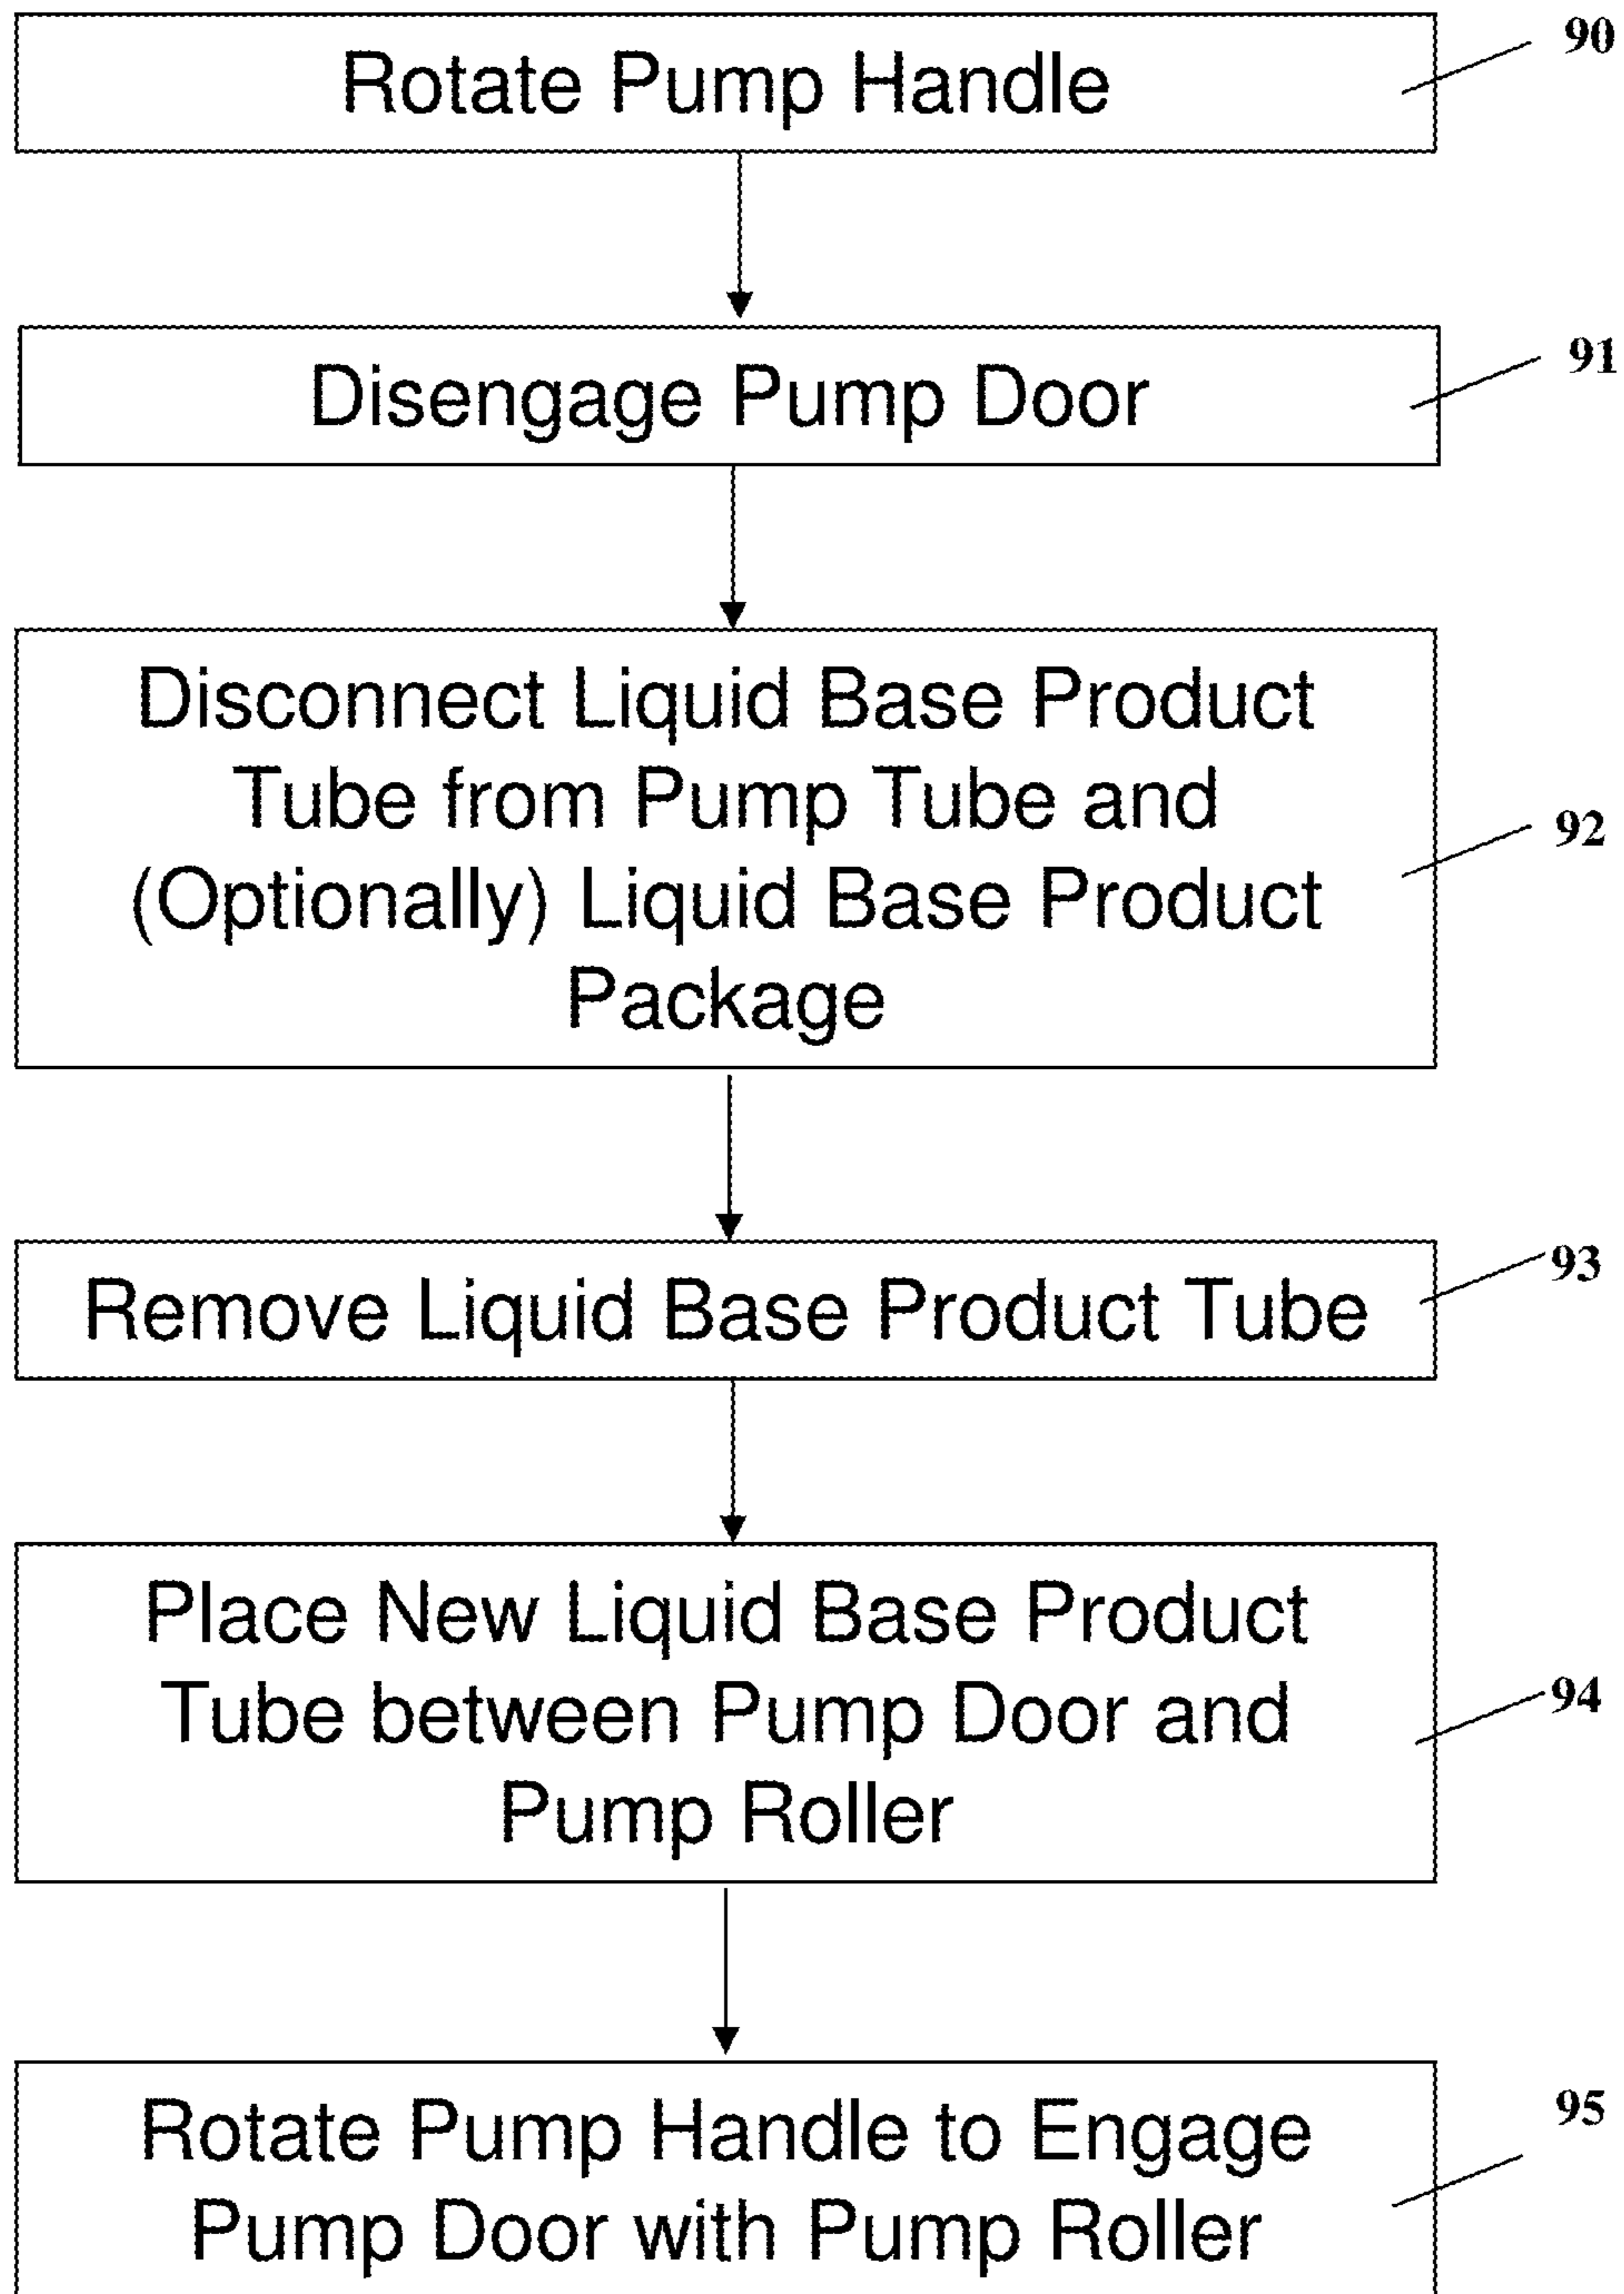 Rotate Pump Handle
90
Disengage Pump Door
91
Disconnect Liquid Base Product
Tube from Pump Tube and
(Optionally) Liquid Base Product
Package
92
Remove Liquid Base Product Tube
93
Place New Liquid Base Product
Tube between Pump Door and
Pump Roller
94
Rotate Pump Handle to Engage
Pump Door with Pump Roller
95